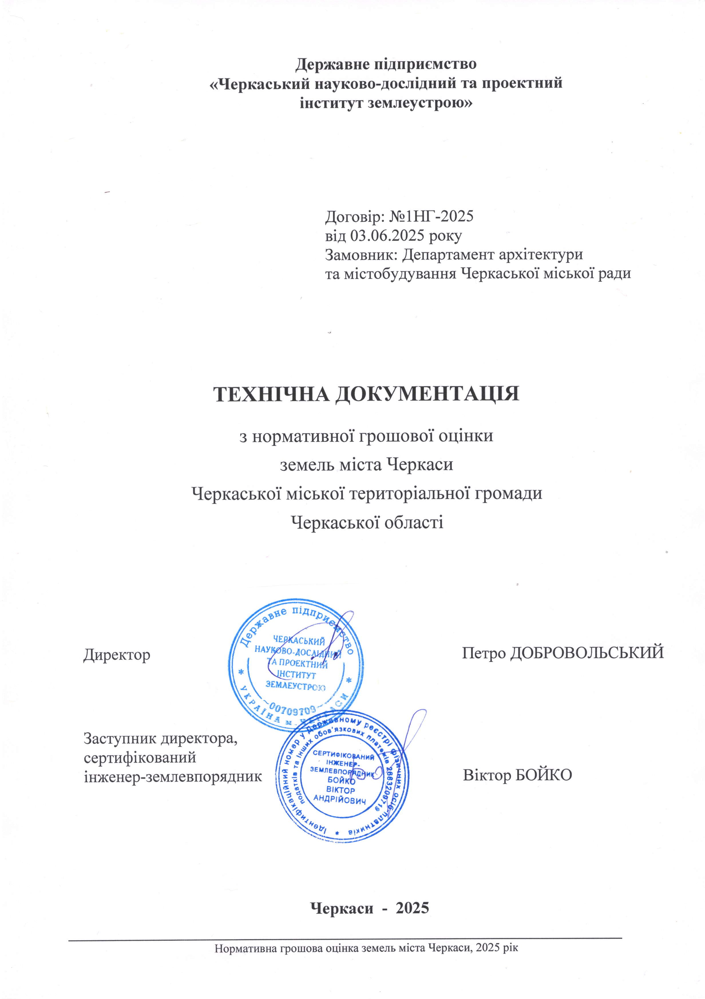 Державне підприємство
«Черкаський науково-дослідний та проектний
інститут землеустрою»
Договір: №1НГ-2025
від 03.06.2025 року
Замовник: Департамент архітектури
та містобудування Черкаської міської ради
ТЕХНІЧНА ДОКУМЕНТАЦІЯ
з нормативної грошової оцінки
земель міста Черкаси
Черкаської міської територіальної громади
Черкаської області
Директор
Державне підприємство
ЧЕРКАСЬКИЙ
НАУКОВО-ДОСЛІДНИЙ
ТА ПРОЕКТНИЙ
ІНСТИТУТ
ЗЕМЛЕУСТРОЮ
00709709
* УКРАЇНА м. ЧЕРКАСИ *
Петро ДОБРОВОЛЬСЬКИЙ
Заступник директора,
сертифікований
інженер-землевпорядник
Ідентифікаційний номер у Державному реєстрі фізичних осіб-платників *
податків та інших обов'язкових платежів 2683209719
СЕРТИФІКОВАНИЙ
ІНЖЕНЕР-
ЗЕМЛЕВПОРЯДНИК
БОЙКО
ВІКТОР
АНДРІЙОВИЧ
Віктор БОЙКО
Черкаси - 2025
Нормативна грошова оцінка земель міста Черкаси, 2025 рік